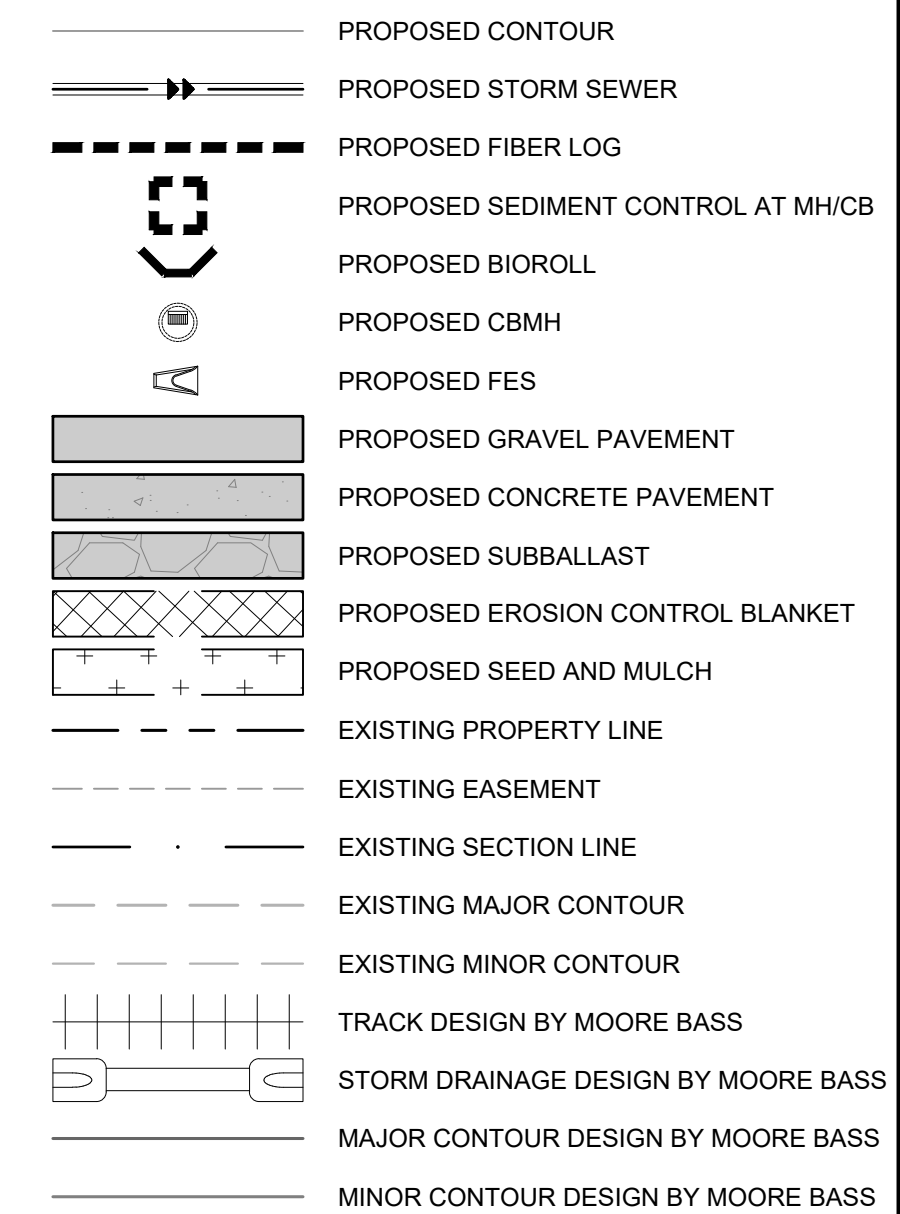 PROPOSED CONTOUR
PROPOSED STORM SEWER
PROPOSED FIBER LOG
PROPOSED SEDIMENT CONTROL AT MH/CB
PROPOSED BIOROLL
PROPOSED CBMH
PROPOSED FES
PROPOSED GRAVEL PAVEMENT
PROPOSED CONCRETE PAVEMENT
PROPOSED SUBBALLAST
PROPOSED EROSION CONTROL BLANKET
PROPOSED SEED AND MULCH
EXISTING PROPERTY LINE
EXISTING EASEMENT
EXISTING SECTION LINE
EXISTING MAJOR CONTOUR
EXISTING MINOR CONTOUR
TRACK DESIGN BY MOORE BASS
STORM DRAINAGE DESIGN BY MOORE BASS
MAJOR CONTOUR DESIGN BY MOORE BASS
MINOR CONTOUR DESIGN BY MOORE BASS